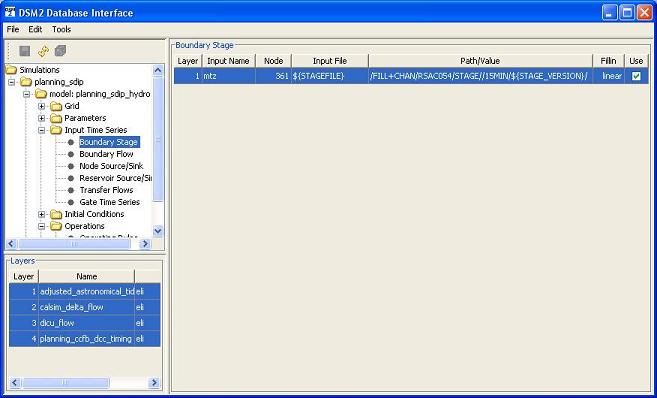 DSM2 Database Interface
File Edit Tools
Simulations
planning_sdip
model: planning_sdip_hydro
Grid
Parameters
Input Time Series
Boundary Stage
Boundary Flow
Node Source/Sink
Reservoir Source/Sin
Transfer Flows
Gate Time Series
Initial Conditions
Operations
Operating Rules
Layers
Layer Name
1 adjusted_astronomical_tid eli
2 calsim_delta_flow eli
3 dicu_flow eli
4 planning_ccfb_dcc_timing eli
Boundary Stage
Layer Input Name Node Input File Path/Value Fillin Use
1 mtz 361 ${STAGEFILE} /FILL+CHAN/RSAC054/STAGE//15MIN/${STAGE_VERSION}/ linear